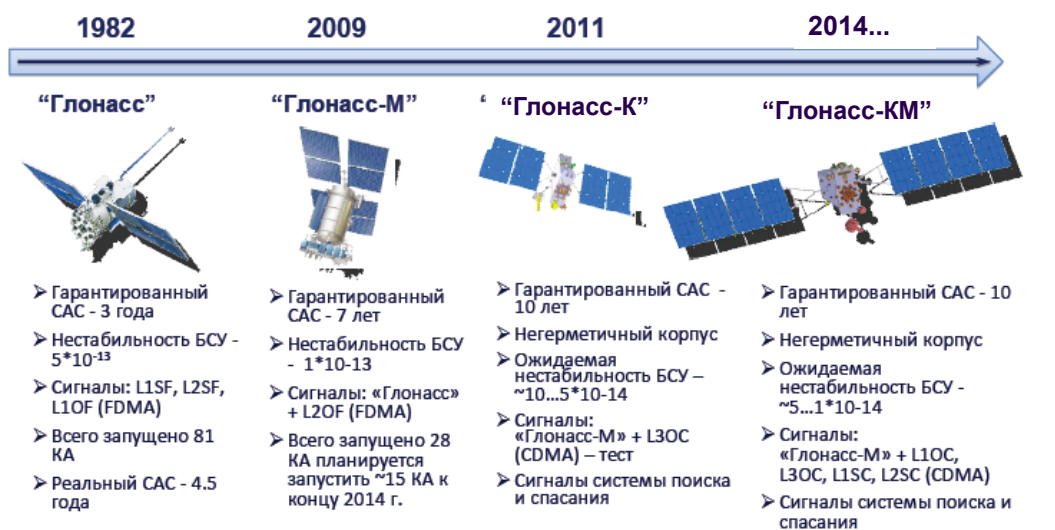 1982
2009
2011
2014...
“Глонасс”
“Глонасс-М”
“Глонасс-К”
“Глонасс-КМ”
➢ Гарантированный
САС - 3 года
➢ Нестабильность БСУ -
5*10⁻¹³
➢ Сигналы: L1SF, L2SF,
L1OF (FDMA)
➢ Всего запущено 81
КА
➢ Реальный САС - 4.5
года
➢ Гарантированный
САС - 7 лет
➢ Нестабильность БСУ
- 1*10-13
➢ Сигналы: «Глонасс»
+ L2OF (FDMA)
➢ Всего запущено 28
КА планируется
запустить ~15 КА к
концу 2014 г.
➢ Гарантированный САС -
10 лет
➢ Негерметичный корпус
➢ Ожидаемая
нестабильность БСУ –
~10...5*10-14
➢ Сигналы:
«Глонасс-М» + L3OC
(CDMA) – тест
➢ Сигналы системы поиска
и спасания
➢ Гарантированный САС - 10
лет
➢ Негерметичный корпус
➢ Ожидаемая
нестабильность БСУ -
~5...1*10-14
➢ Сигналы:
«Глонасс-М» + L1OC,
L3OC, L1SC, L2SC (CDMA)
➢ Сигналы системы поиска и
спасания